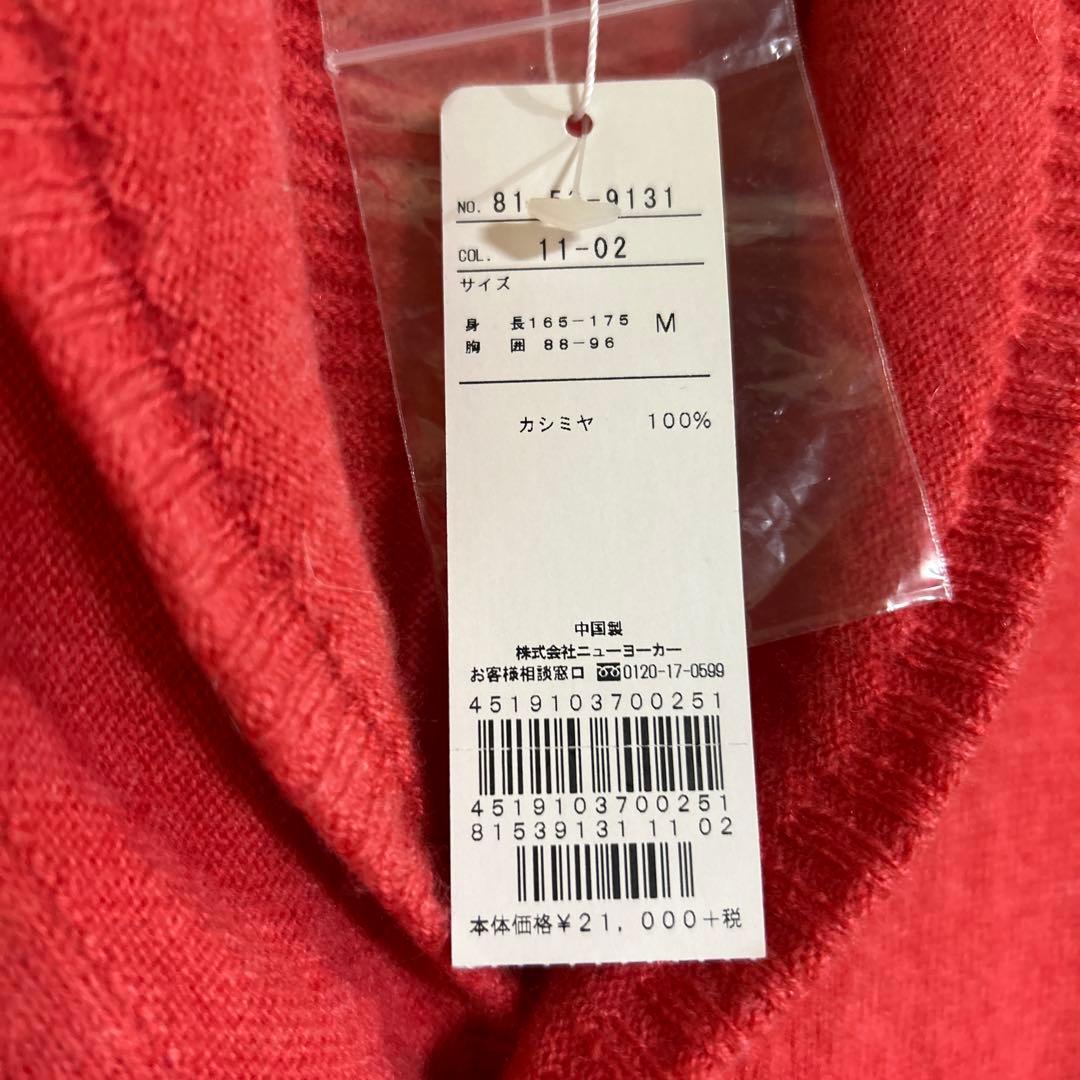 NO. 81-53-9131
COL. 11-02
サイズ
身 長165-175 M
胸 囲 88-96
カシミヤ 100%
中国製
株式会社ニューヨーカー
お客様相談窓口 0120-17-0599
4519103700251
4519103700251
81539131 11 02
本体価格¥21,000+税